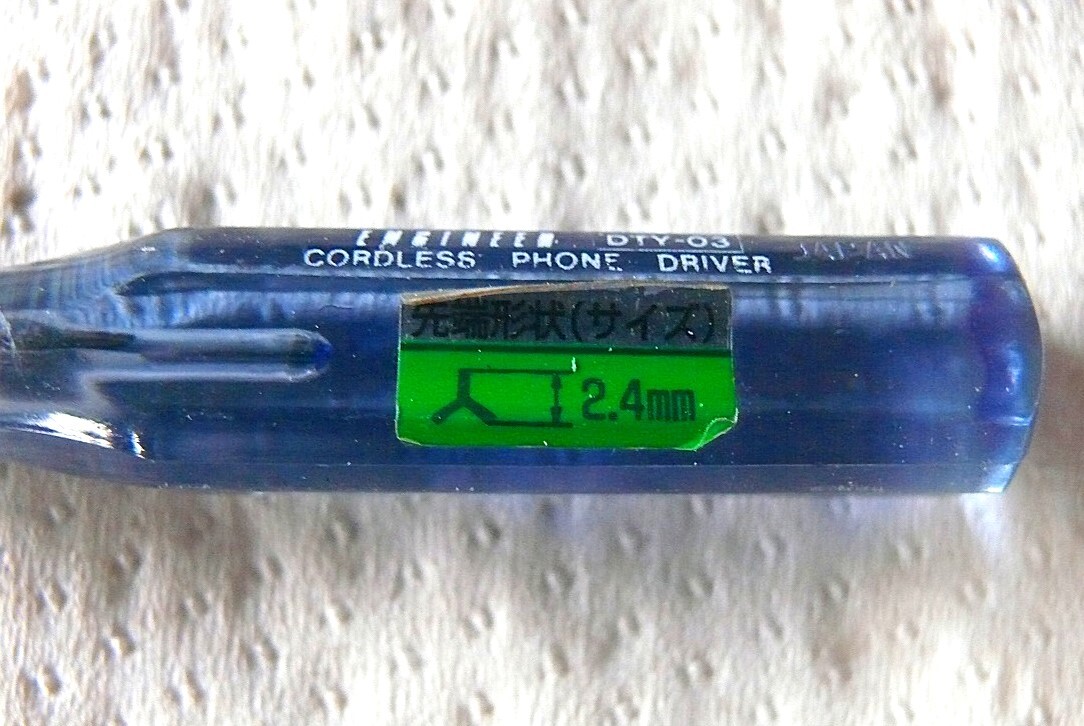 ENGINEER DTY-03 JAPAN
CORDLESS PHONE DRIVER
先端形状(サイズ)
2.4mm